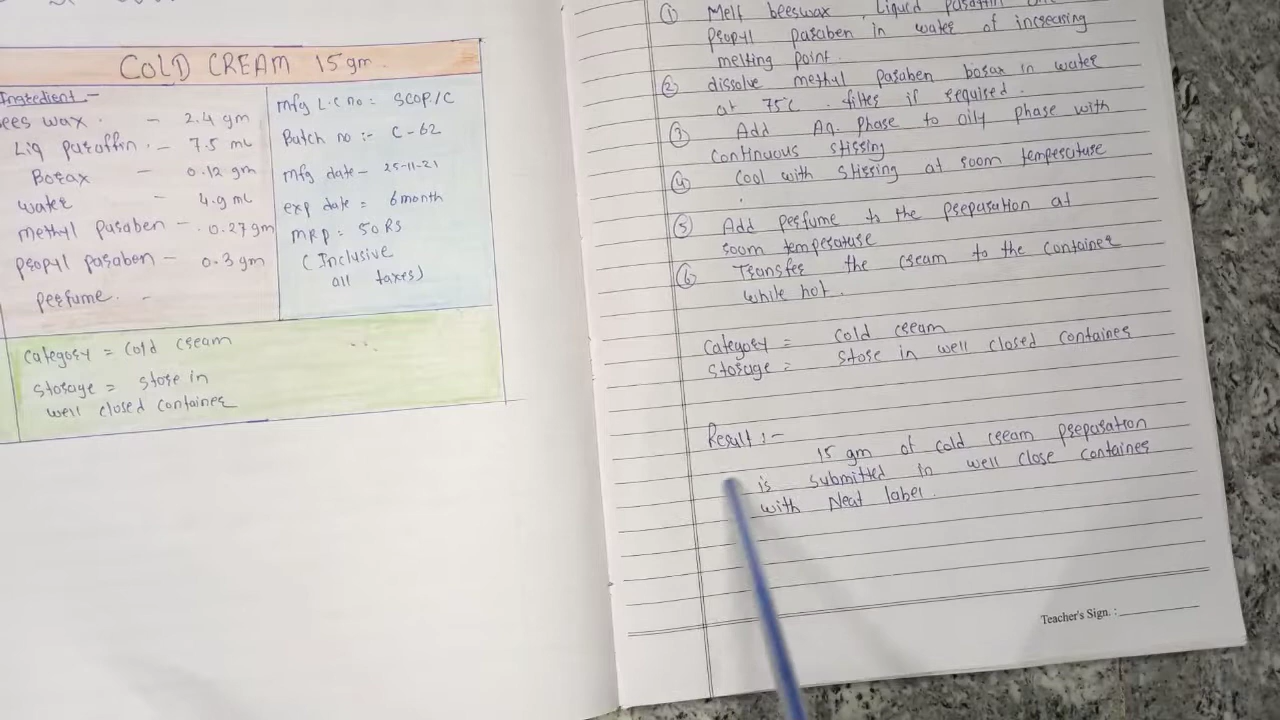 COLD CREAM 15 gm.
Ingredient -
Bees wax. - 2.4 gm
Liq paraffin. - 7.5 mL
Borax - 0.12 gm
water - 4.9 mL
methyl paraben - 0.27 gm
propyl paraben - 0.3 gm
perfume. -
mfg L.C no = SCOP/C
Batch no :- C-62
mfg date - 25-11-21
exp date = 6 month
MRP = 50 RS
(Inclusive
all taxes)
Category = cold cream
Storage = store in
well closed container
① Melt beeswax, Liquid paraffin
propyl paraben in water of increasing
melting point.
② dissolve methyl paraben borax in water
at 75c. filter if required.
③ Add Aq. phase to oily phase with
continuous stirring
④ Cool with stirring at room temperature
⑤ Add perfume to the preparation at
room temperature
⑥ Transfer the cream to the container
while hot.
Category = Cold cream
Storage = store in well closed container
Result :-
15 gm of cold cream preparation
is submitted in well close container
with Neat label.
Teacher's Sign. :